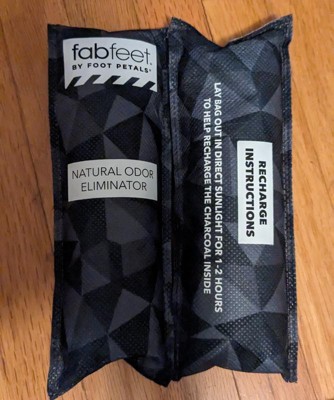 fabfeet.
BY FOOT PETALS®
NATURAL ODOR
ELIMINATOR
RECHARGE
INSTRUCTIONS
LAY BAG OUT IN DIRECT SUNLIGHT FOR 1-2 HOURS
TO HELP RECHARGE THE CHARCOAL INSIDE